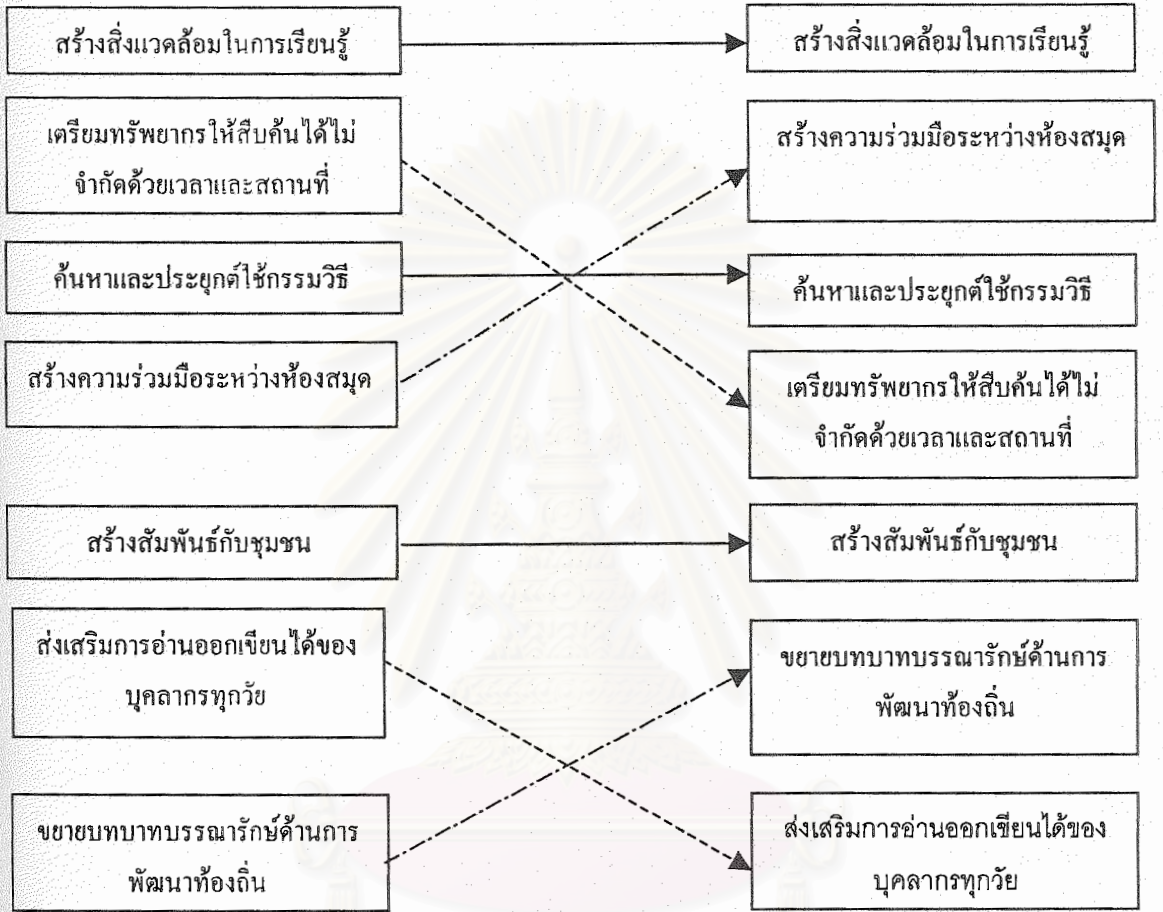 สร้างสิ่งแวดล้อมในการเรียนรู้
สร้างสิ่งแวดล้อมในการเรียนรู้
เตรียมทรัพยากรให้สืบค้นได้ไม่
จำกัดด้วยเวลาและสถานที่
สร้างความร่วมมือระหว่างห้องสมุด
ค้นหาและประยุกต์ใช้กรรมวิธี
ค้นหาและประยุกต์ใช้กรรมวิธี
สร้างความร่วมมือระหว่างห้องสมุด
เตรียมทรัพยากรให้สืบค้นได้ไม่
จำกัดด้วยเวลาและสถานที่
สร้างสัมพันธ์กับชุมชน
สร้างสัมพันธ์กับชุมชน
ส่งเสริมการอ่านออกเขียนได้ของ
บุคลากรทุกวัย
ขยายบทบาทบรรณารักษ์ด้านการ
พัฒนาท้องถิ่น
ขยายบทบาทบรรณารักษ์ด้านการ
พัฒนาท้องถิ่น
ส่งเสริมการอ่านออกเขียนได้ของ
บุคลากรทุกวัย